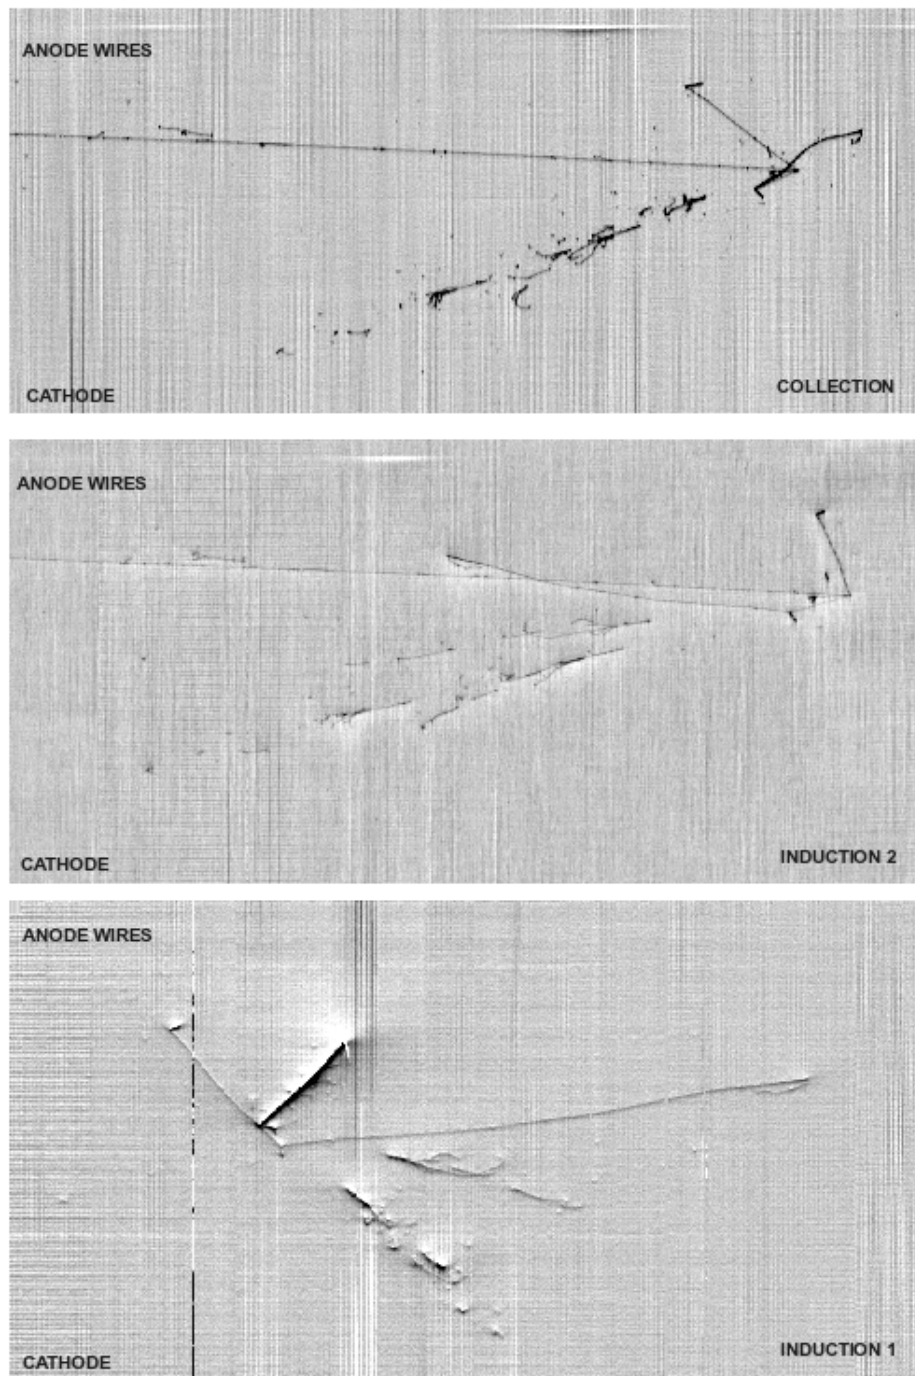 ANODE WIRES
CATHODE
COLLECTION
ANODE WIRES
CATHODE
INDUCTION 2
ANODE WIRES
CATHODE
INDUCTION 1